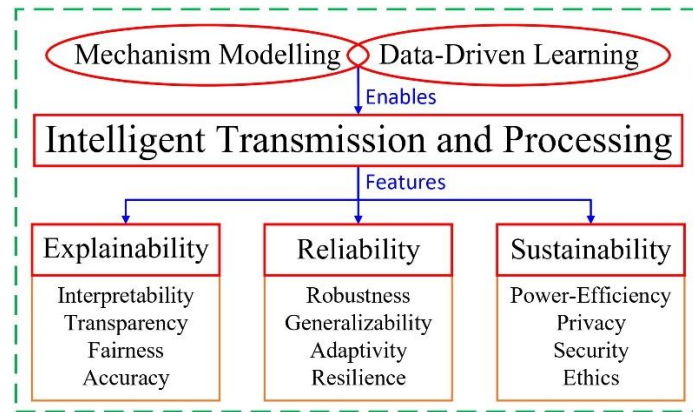 Mechanism Modelling Data-Driven Learning
Enables
Intelligent Transmission and Processing
Features
Explainability
Interpretability
Transparency
Fairness
Accuracy
Reliability
Robustness
Generalizability
Adaptivity
Resilience
Sustainability
Power-Efficiency
Privacy
Security
Ethics